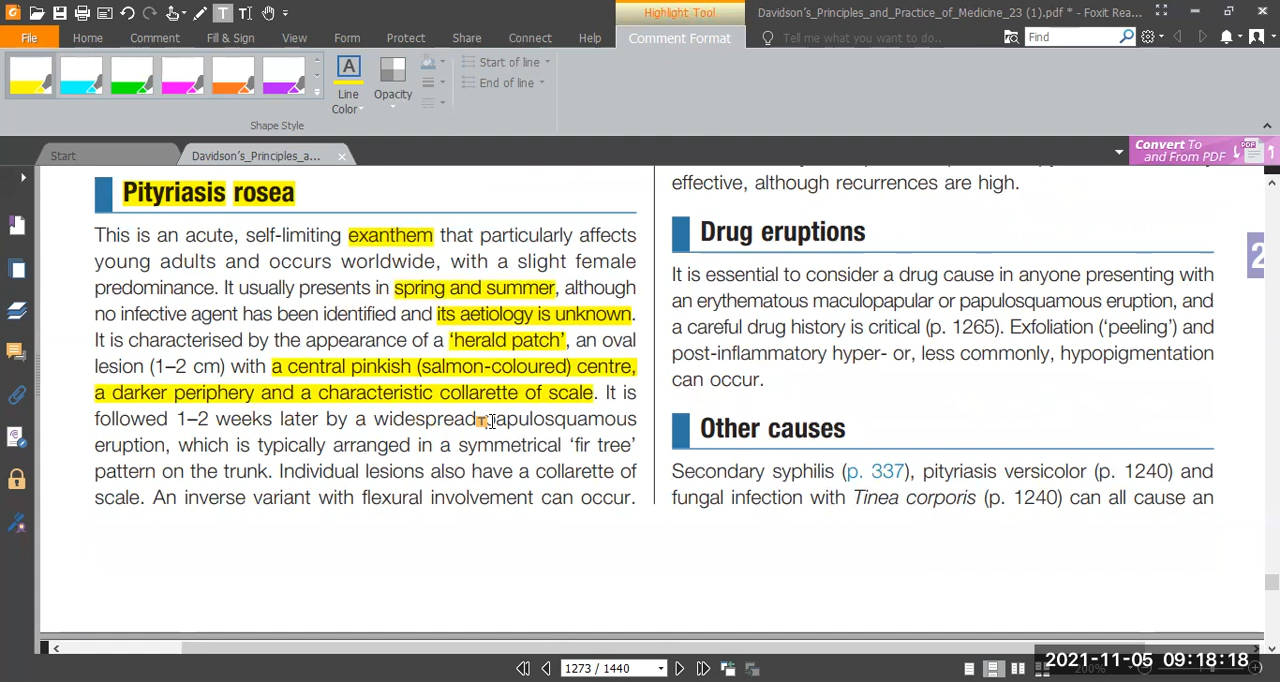 Highlight Tool
Davidson's_Principles_and_Practice_of_Medicine_23 (1).pdf * - Foxit Rea...
File Home Comment Fill & Sign View Form Protect Share Connect Help Comment Format Tell me what you want to do.. Find
Line Color
Opacity
Start of line
End of line
Shape Style
Start
Davidson's_Principles_a...
Convert To
and From PDF
PDF
Pityriasis rosea
This is an acute, self-limiting exanthem that particularly affects
young adults and occurs worldwide, with a slight female
predominance. It usually presents in spring and summer, although
no infective agent has been identified and its aetiology is unknown.
It is characterised by the appearance of a 'herald patch', an oval
lesion (1–2 cm) with a central pinkish (salmon-coloured) centre,
a darker periphery and a characteristic collarette of scale. It is
followed 1–2 weeks later by a widespread papulosquamous
eruption, which is typically arranged in a symmetrical 'fir tree'
pattern on the trunk. Individual lesions also have a collarette of
scale. An inverse variant with flexural involvement can occur.
effective, although recurrences are high.
Drug eruptions
It is essential to consider a drug cause in anyone presenting with
an erythematous maculopapular or papulosquamous eruption, and
a careful drug history is critical (p. 1265). Exfoliation ('peeling') and
post-inflammatory hyper- or, less commonly, hypopigmentation
can occur.
Other causes
Secondary syphilis (p. 337), pityriasis versicolor (p. 1240) and
fungal infection with Tinea corporis (p. 1240) can all cause an
2
1273 / 1440
2021-11-05 09:18:18